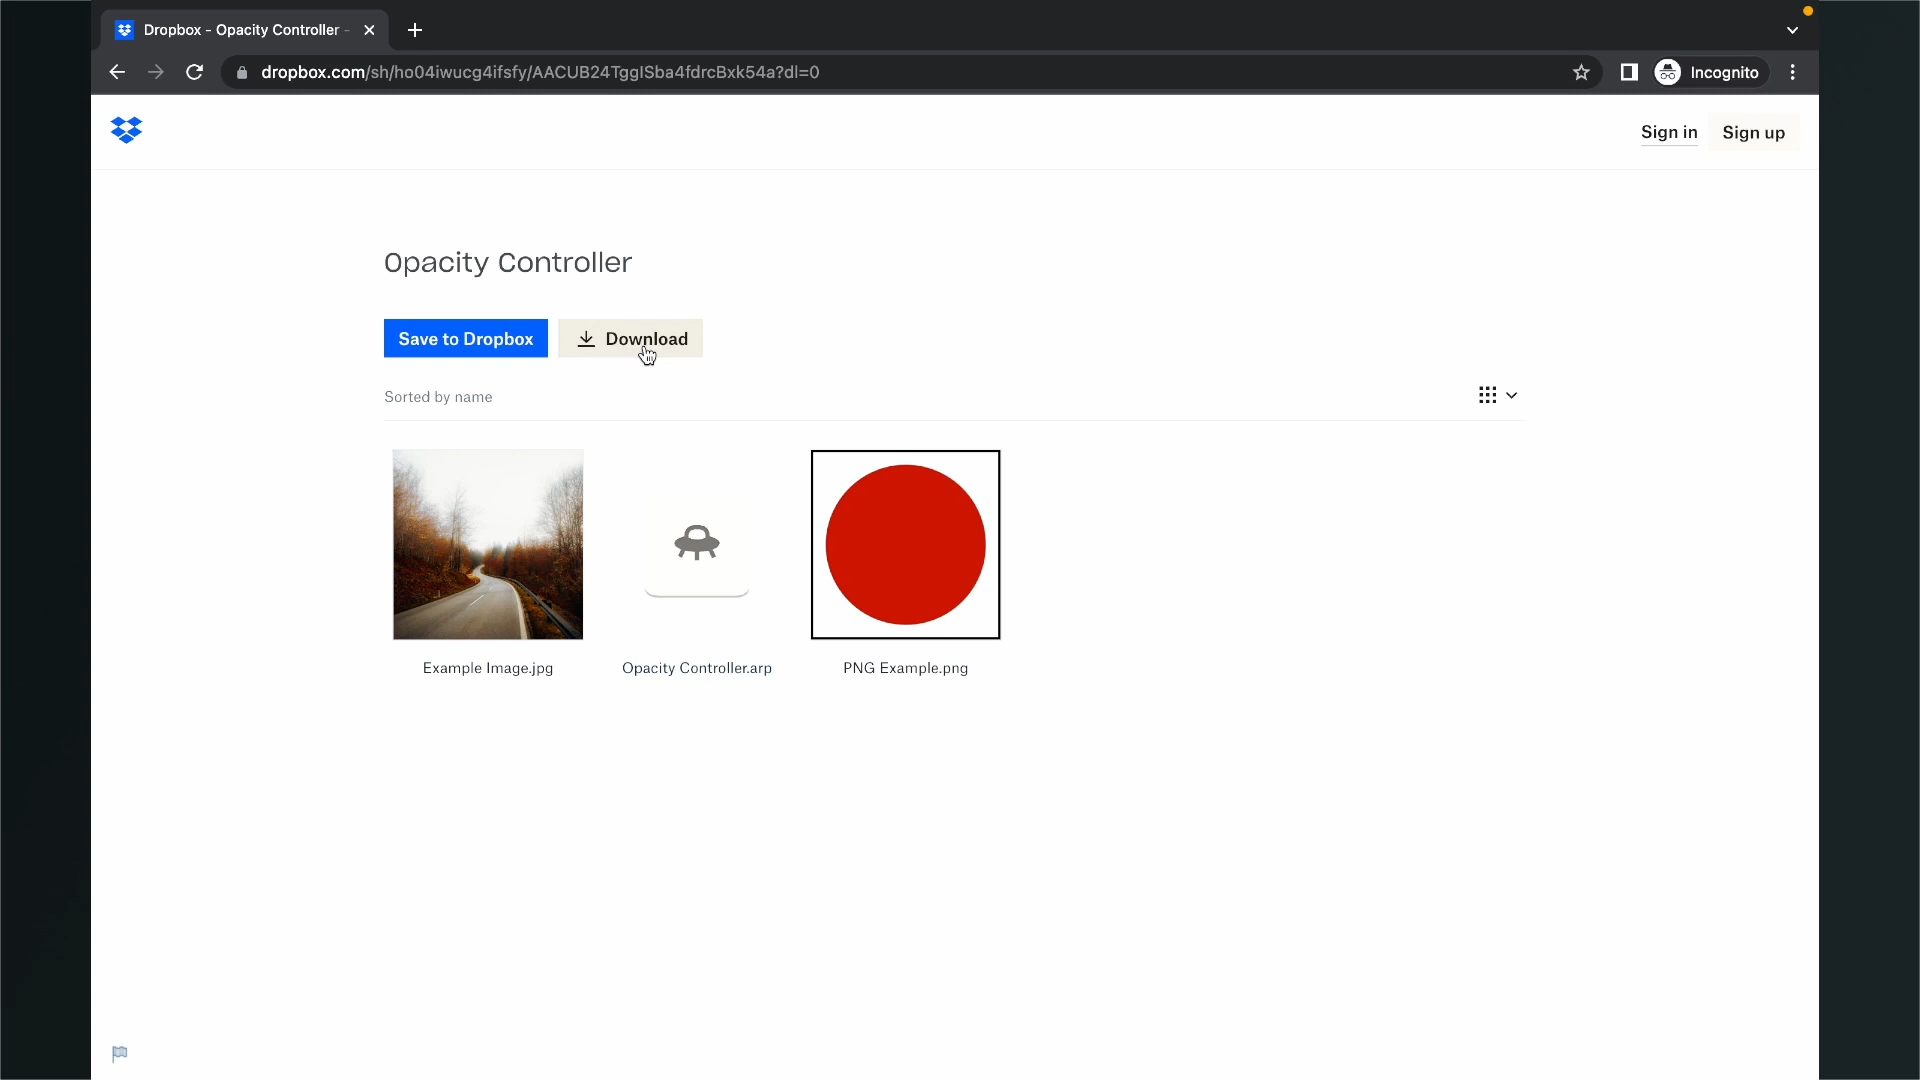 Dropbox - Opacity Controller -
dropbox.com/sh/ho04iwucg4ifsfy/AACUB24TgglSba4fdrcBxk54a?dl=0
Incognito
Sign in
Sign up
Opacity Controller
Save to Dropbox
Download
Sorted by name
Example Image.jpg
Opacity Controller.arp
PNG Example.png